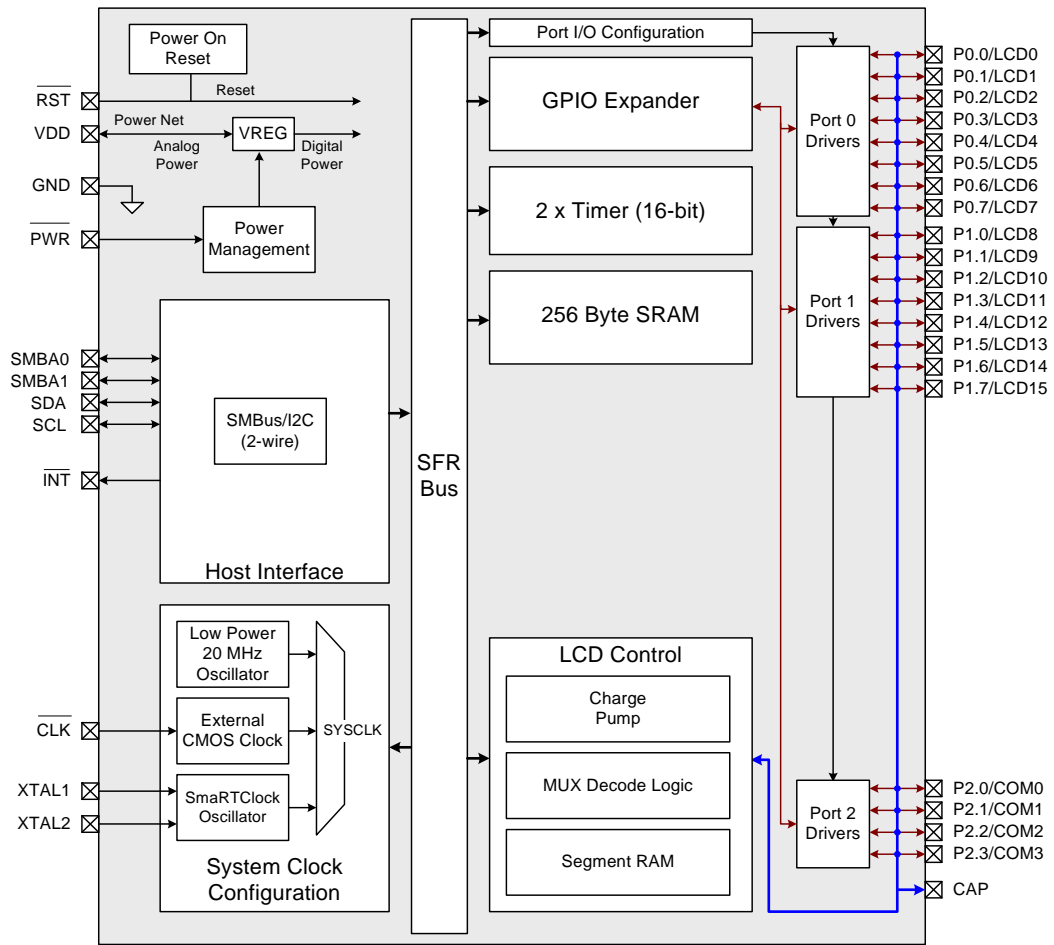 Power On
Reset
RST
Reset
VDD
Power Net
Analog
Power
VREG
Digital
Power
GND
PWR
Power
Management
SMBA0
SMBA1
SDA
SCL
INT
SMBus/I2C
(2-wire)
Host Interface
Low Power
20 MHz
Oscillator
CLK
External
CMOS Clock
SYSCLK
XTAL1
XTAL2
SmaRTClock
Oscillator
System Clock
Configuration
SFR
Bus
Port I/O Configuration
GPIO Expander
2 x Timer (16-bit)
256 Byte SRAM
LCD Control
Charge
Pump
MUX Decode Logic
Segment RAM
Port 0
Drivers
Port 1
Drivers
Port 2
Drivers
P0.0/LCD0
P0.1/LCD1
P0.2/LCD2
P0.3/LCD3
P0.4/LCD4
P0.5/LCD5
P0.6/LCD6
P0.7/LCD7
P1.0/LCD8
P1.1/LCD9
P1.2/LCD10
P1.3/LCD11
P1.4/LCD12
P1.5/LCD13
P1.6/LCD14
P1.7/LCD15
P2.0/COM0
P2.1/COM1
P2.2/COM2
P2.3/COM3
CAP